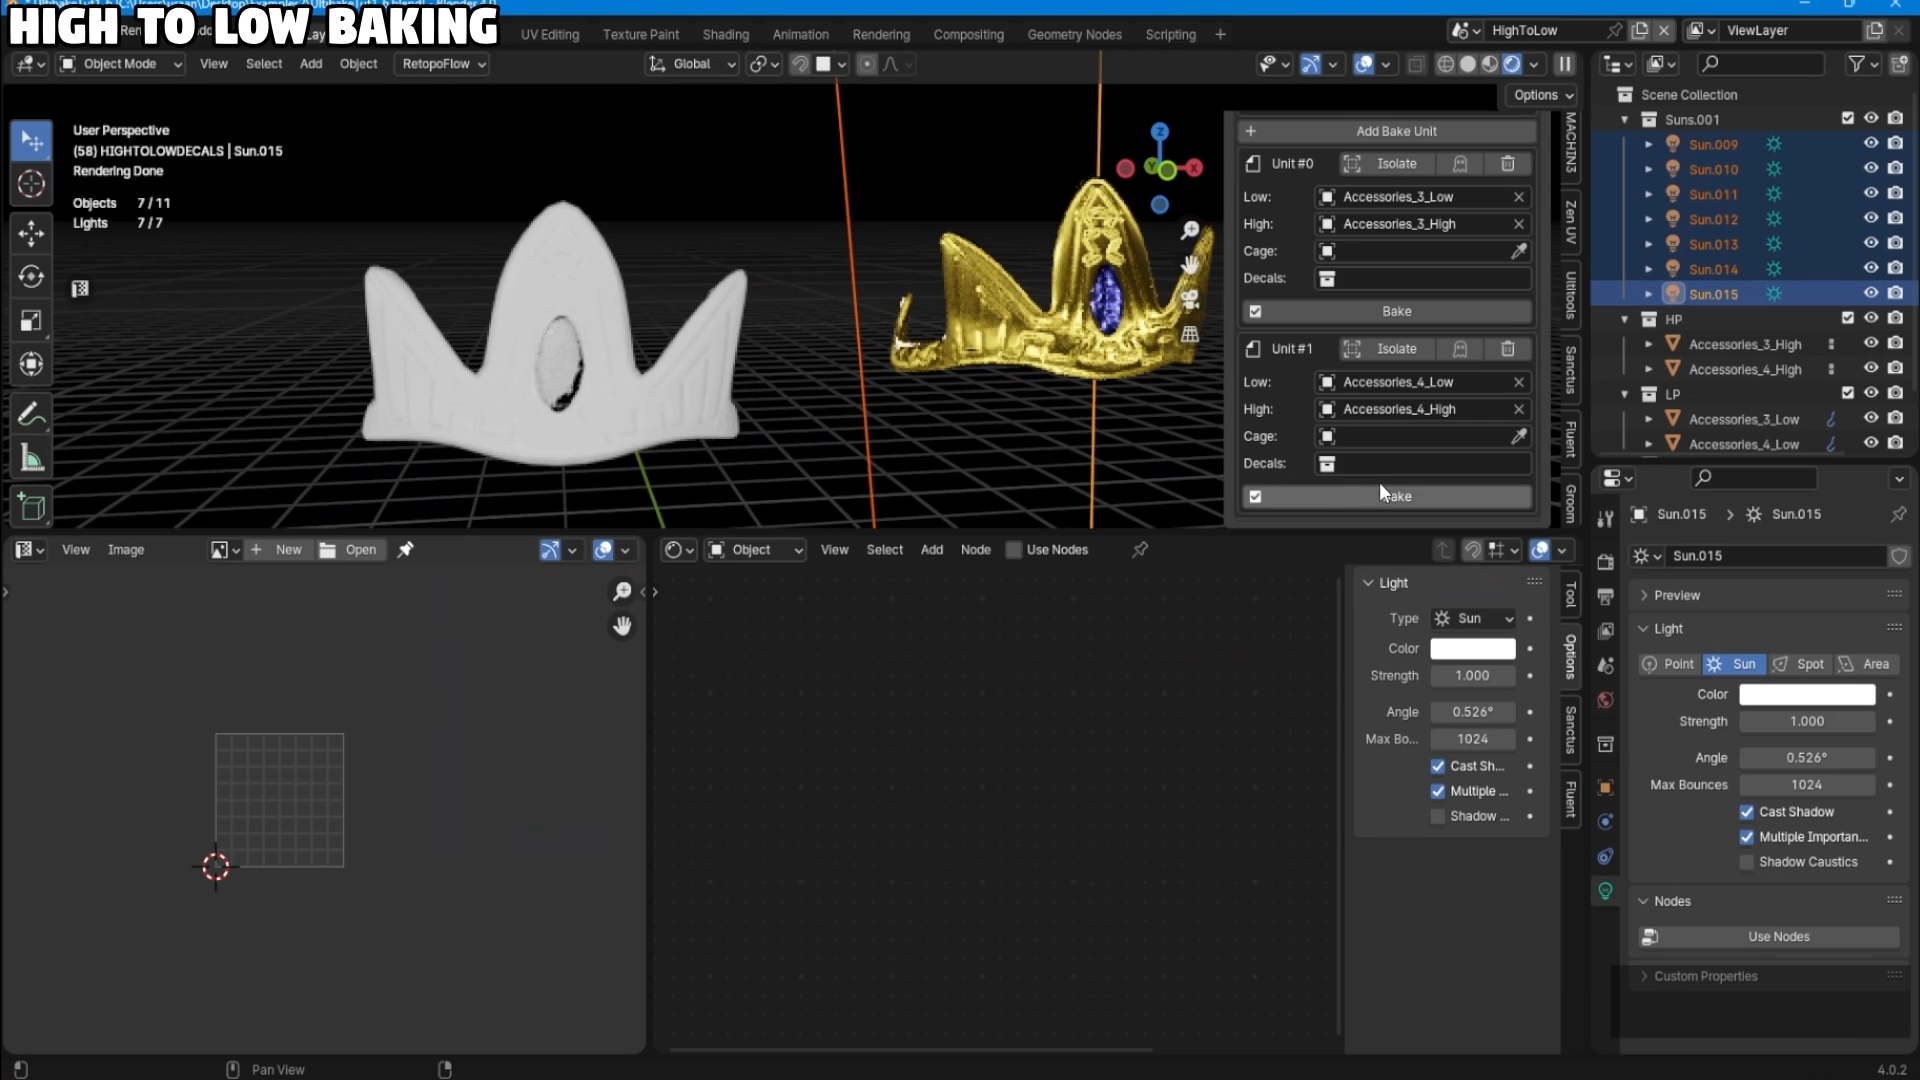 HIGH TO LOW BAKING
UV Editing Texture Paint Shading Animation Rendering Compositing Geometry Nodes Scripting +
HighToLow
ViewLayer
Object Mode View Select Add Object RetopoFlow
Global
Options
User Perspective
(58) HIGHTOLOWDECALS | Sun.015
Rendering Done
Objects 7 / 11
Lights 7 / 7
Z
Y
X
Add Bake Unit
Unit #0 Isolate
Low: Accessories_3_Low
High: Accessories_3_High
Cage:
Decals:
Bake
Unit #1 Isolate
Low: Accessories_4_Low
High: Accessories_4_High
Cage:
Decals:
MACHIN3
Zen UV
Ultitools
Sanctus
Fluent
Groom
Scene Collection
Suns.001
Sun.009
Sun.010
Sun.011
Sun.012
Sun.013
Sun.014
Sun.015
HP
Accessories_3_High
Accessories_4_High
LP
Accessories_3_Low
Accessories_4_Low
View Image
New Open
Object View Select Add Node Use Nodes
Light
Type Sun
Color
Strength 1.000
Angle 0.526°
Max Bo... 1024
Cast Sh...
Multiple ...
Shadow ...
Tool
Options
Sanctus
Fluent
Sun.015 > Sun.015
Sun.015
Preview
Light
Point Sun Spot Area
Color
Strength 1.000
Angle 0.526°
Max Bounces 1024
Cast Shadow
Multiple Importan...
Shadow Caustics
Nodes
Use Nodes
Custom Properties
Pan View
4.0.2